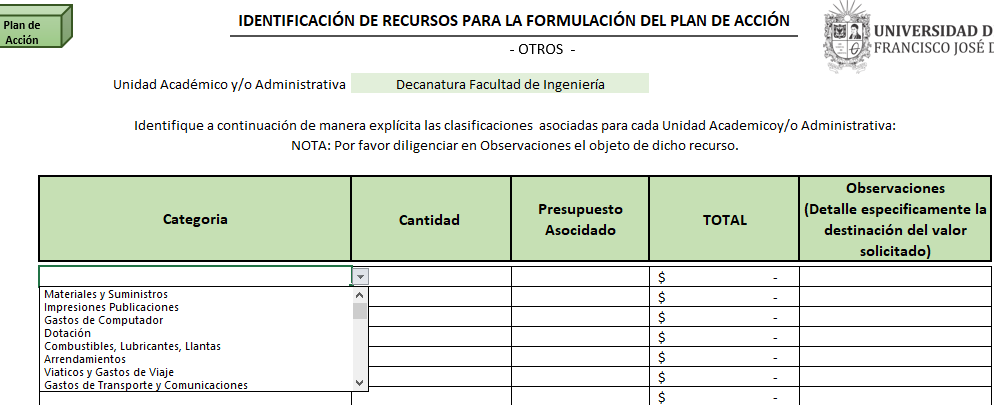 Plan de
Acción
IDENTIFICACIÓN DE RECURSOS PARA LA FORMULACIÓN DEL PLAN DE ACCIÓN
- OTROS -
UNIVERSIDAD D
FRANCISCO JOSÉ D
Unidad Académico y/o Administrativa Decanatura Facultad de Ingeniería
Identifique a continuación de manera explícita las clasificaciones asociadas para cada Unidad Academicoy/o Administrativa:
NOTA: Por favor diligenciar en Observaciones el objeto de dicho recurso.
Categoria
Cantidad
Presupuesto
Asocidado
TOTAL
Observaciones
(Detalle especificamente la
destinación del valor
solicitado)
$ -
Materiales y Suministros
$ -
Impresiones Publicaciones
Gastos de Computador
$ -
Dotación
$ -
Combustibles, Lubricantes, Llantas
Arrendamientos
$ -
Viaticos y Gastos de Viaje
$ -
Gastos de Transporte y Comunicaciones
$ -